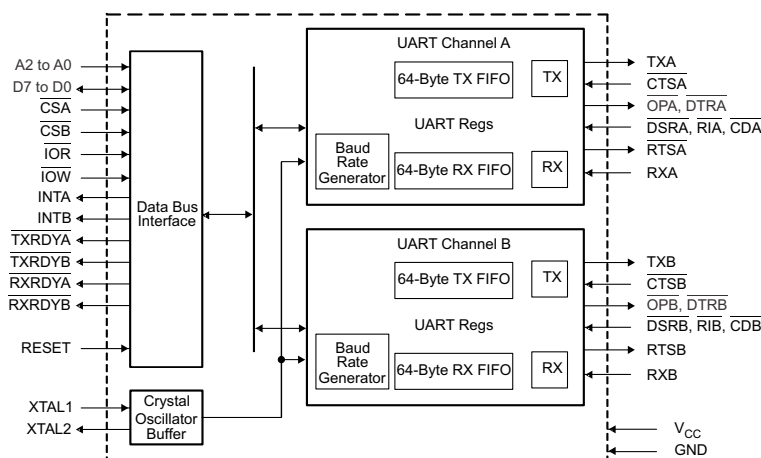 A2 to A0
D7 to D0
CSA
CSB
IOR
IOW
INTA
INTB
TXRDYA
TXRDYB
RXRDYA
RXRDYB
RESET
XTAL1
XTAL2
Data Bus
Interface
Crystal
Oscillator
Buffer
UART Channel A
64-Byte TX FIFO
TX
UART Regs
Baud
Rate
Generator
64-Byte RX FIFO
RX
UART Channel B
64-Byte TX FIFO
TX
UART Regs
Baud
Rate
Generator
64-Byte RX FIFO
RX
TXA
CTSA
OPA, DTRA
DSRA, RIA, CDA
RTSA
RXA
TXB
CTSB
OPB, DTRB
DSRB, RIB, CDB
RTSB
RXB
VCC
GND